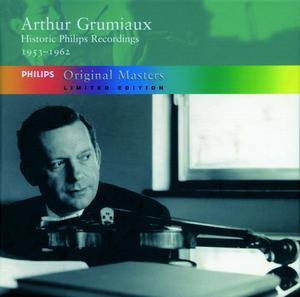 Arthur Grumiaux
Historic Philips Recordings
1953–1962
PHILIPS Original Masters
LIMITED EDITION